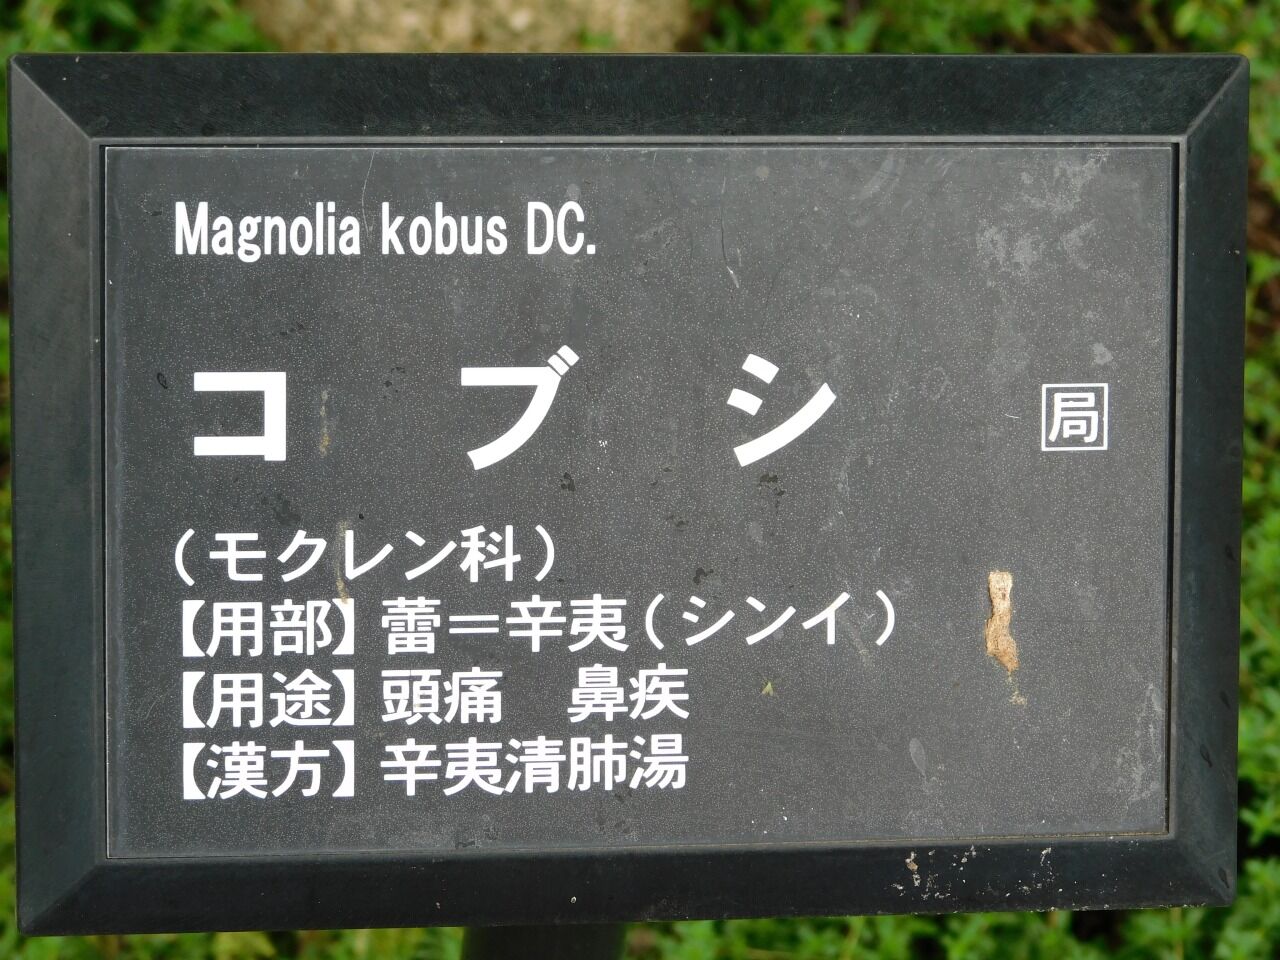 Magnolia kobus DC.
コブシ 局
（モクレン科）
【用部】蕾＝辛夷（シンイ）
【用途】頭痛　鼻疾
【漢方】辛夷清肺湯